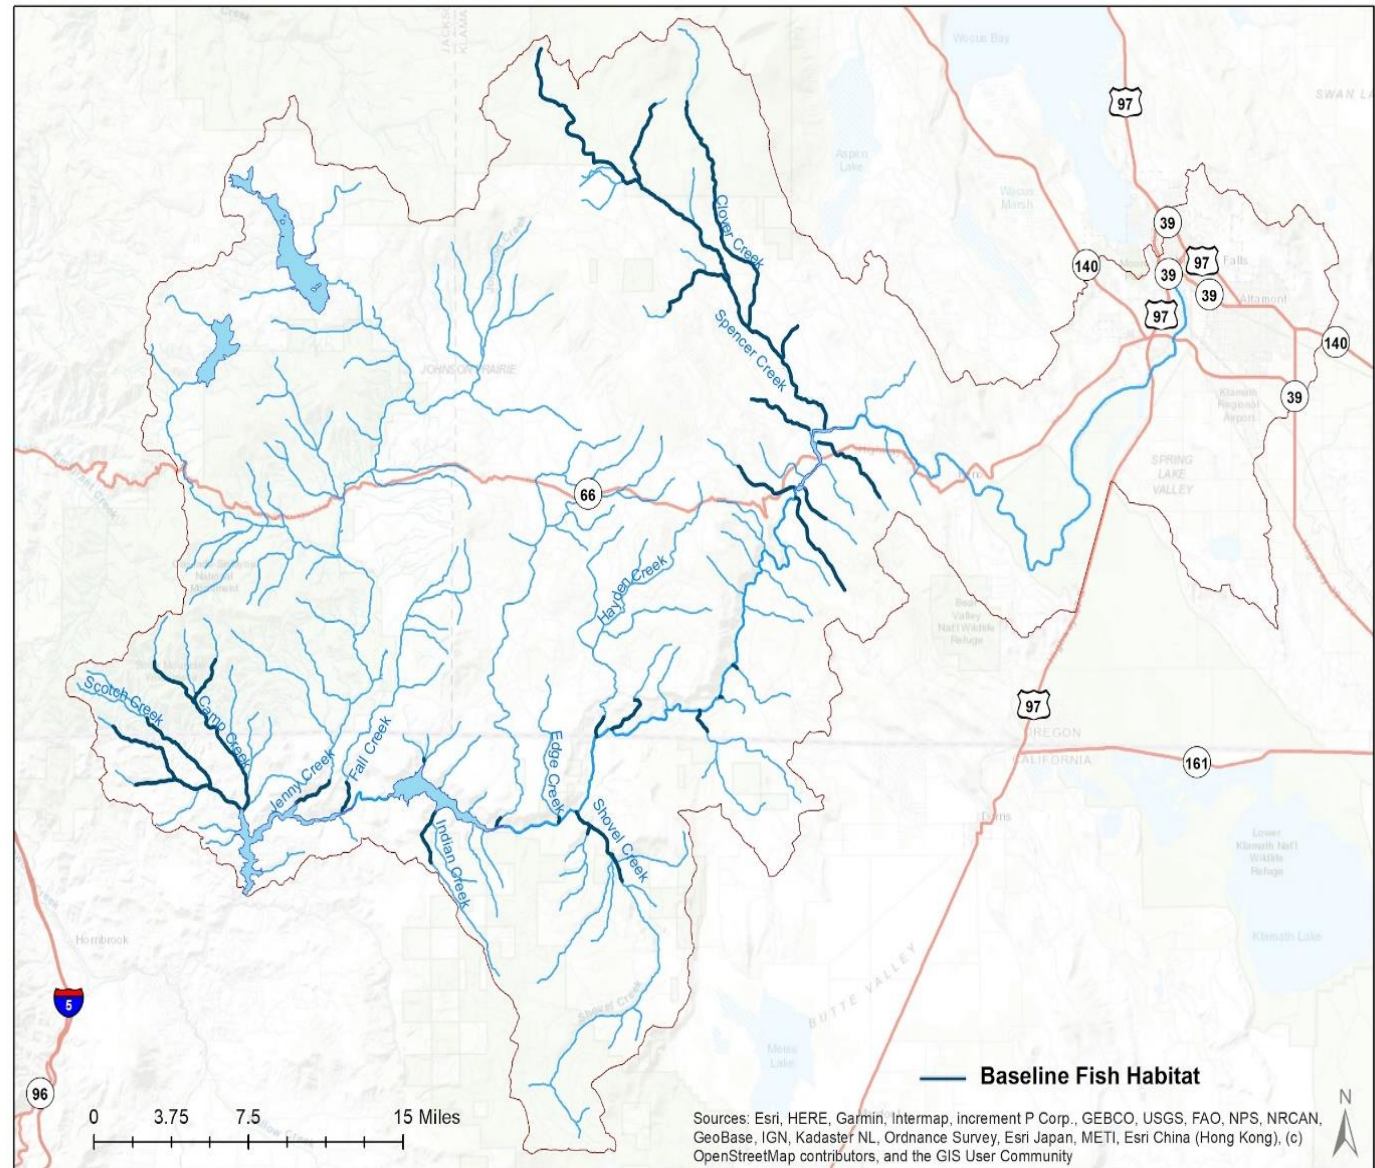 Wocus Bay
97
SWAN LA
Aspen
Lake
Wocus
Marsh
39
140
97
Falls
39
39
Altamont
97
140
Clover Creek
Spencer Creek
JOHNSON PRAIRIE
39
Klamath
Regional
Airport
SPRING
LAKE
VALLEY
66
Hayden Creek
Bear
Valley
Nat'l Wildlife
Refuge
Scotch Creek
Camp Creek
Jenny Creek
Fall Creek
Edge Creek
Shovel Creek
Indian Creek
97
OREGON
CALIFORNIA
161
Dorris
Lower
Klamath Nat'l
Wildlife
Refuge
Klamath Lake
Hornbrook
5
Shovel Creek
BUTTE VALLEY
Meiss
Lake
96
Baseline Fish Habitat
0 3.75 7.5 15 Miles
N
Sources: Esri, HERE, Garmin, Intermap, increment P Corp., GEBCO, USGS, FAO, NPS, NRCAN,
GeoBase, IGN, Kadaster NL, Ordnance Survey, Esri Japan, METI, Esri China (Hong Kong), (c)
OpenStreetMap contributors, and the GIS User Community